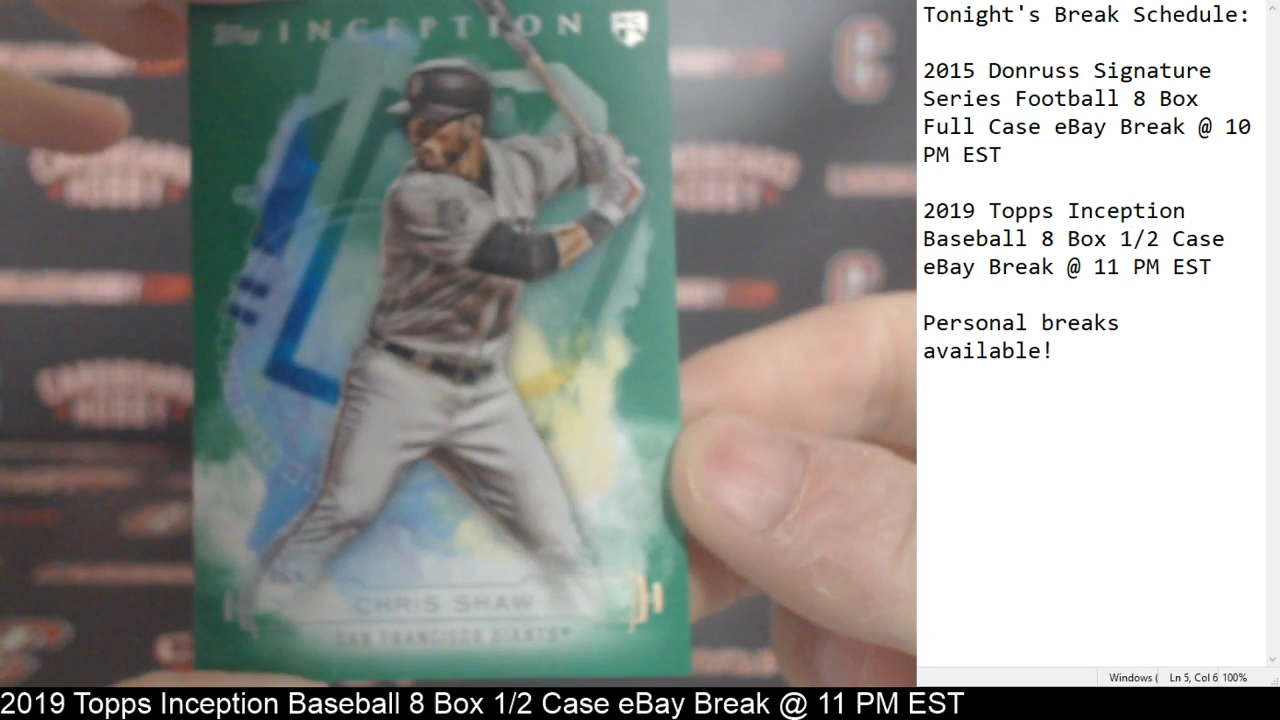 topps INCEPTION RC
CHRIS SHAW
SAN FRANCISCO GIANTS
Tonight's Break Schedule:
2015 Donruss Signature
Series Football 8 Box
Full Case eBay Break @ 10
PM EST
2019 Topps Inception
Baseball 8 Box 1/2 Case
eBay Break @ 11 PM EST
Personal breaks
available!
Windows (
Ln 5, Col 6
100%
2019 Topps Inception Baseball 8 Box 1/2 Case eBay Break @ 11 PM EST